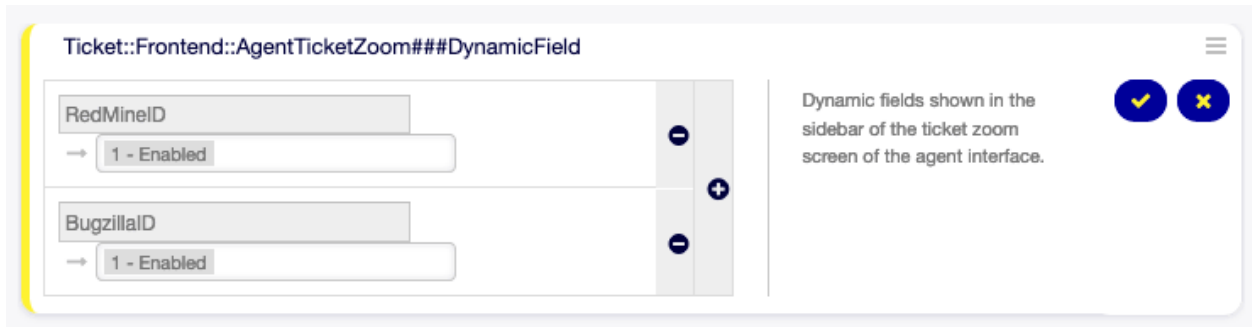 Ticket::Frontend::AgentTicketZoom###DynamicField
RedMineID
1 - Enabled
BugzillaID
1 - Enabled
Dynamic fields shown in the
sidebar of the ticket zoom
screen of the agent interface.